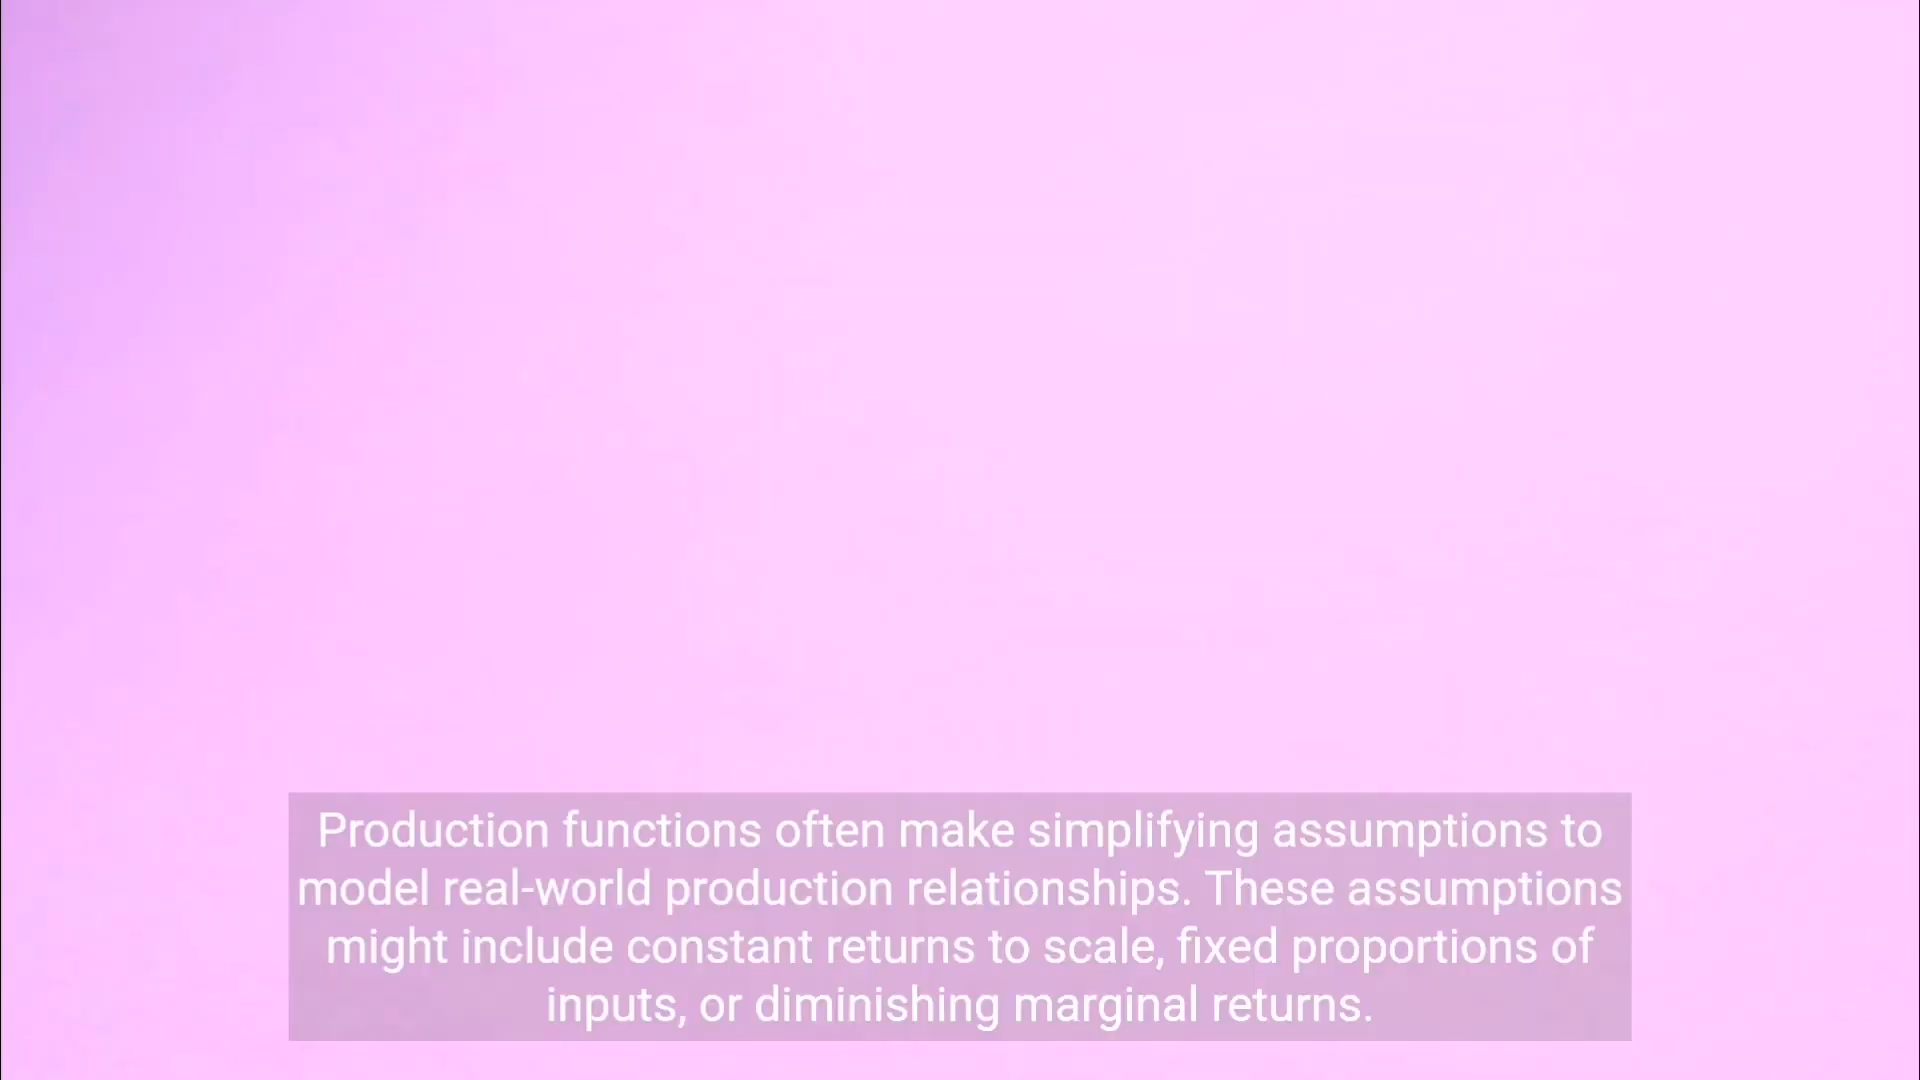 Production functions often make simplifying assumptions to
model real-world production relationships. These assumptions
might include constant returns to scale, fixed proportions of
inputs, or diminishing marginal returns.